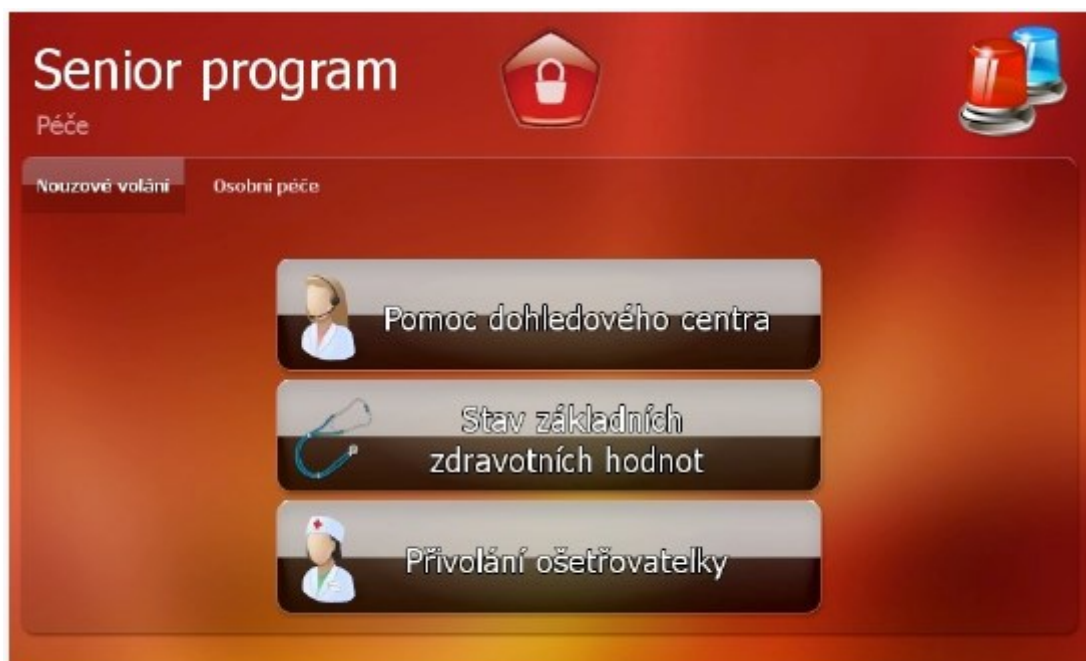 Senior program
Péče
Nouzové volání
Osobní péče
Pomoc dohledového centra
Stav základních
zdravotních hodnot
Přivolání ošetřovatelky